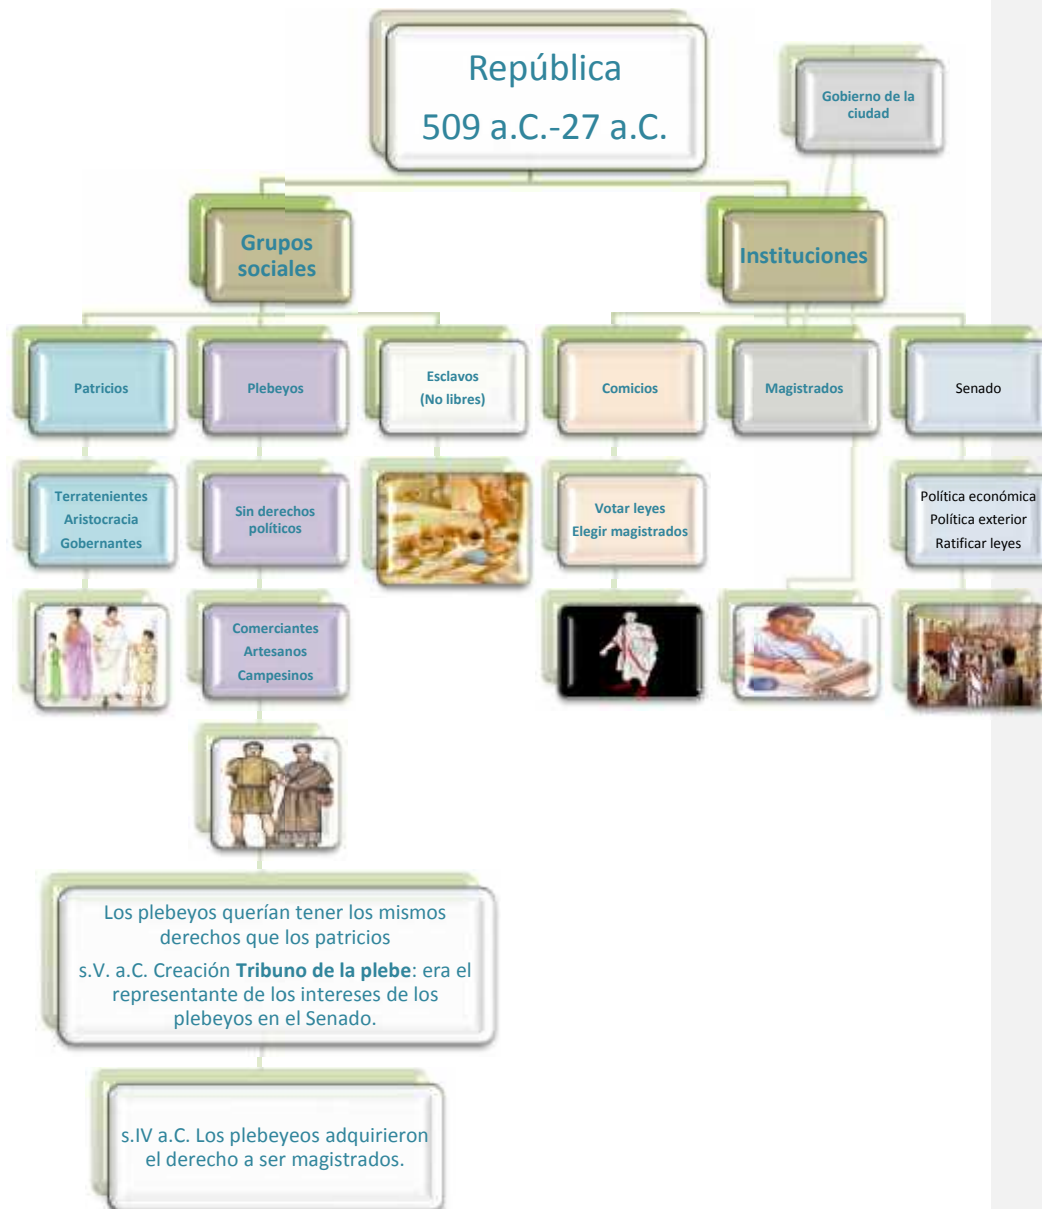 República
509 a.C.-27 a.C.
Gobierno de la
ciudad
Grupos
sociales
Instituciones
Patricios
Plebeyos
Esclavos
(No libres)
Comicios
Magistrados
Senado
Terratenientes
Aristocracia
Gobernantes
Sin derechos
políticos
Votar leyes
Elegir magistrados
Política económica
Política exterior
Ratificar leyes
Comerciantes
Artesanos
Campesinos
Los plebeyos querían tener los mismos
derechos que los patricios
s.V. a.C. Creación Tribuno de la plebe: era el
representante de los intereses de los
plebeyos en el Senado.
s.IV a.C. Los plebeyeos adquirieron
el derecho a ser magistrados.